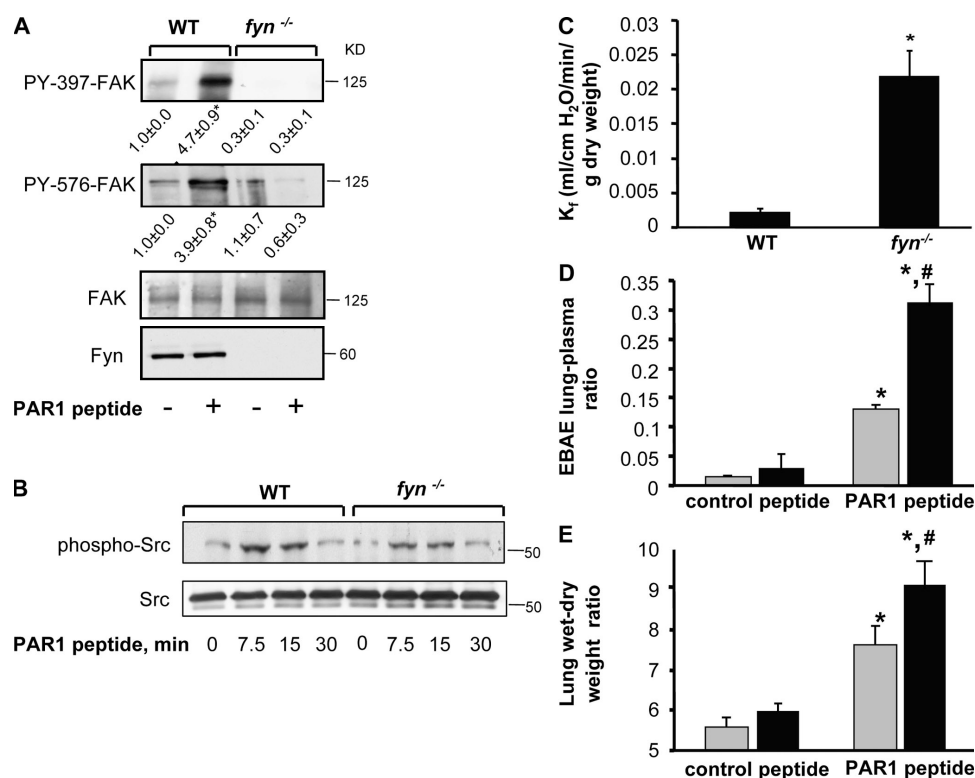 A
WT fyn -/-
KD
PY-397-FAK 125
1.0±0.0 4.7±0.9* 0.3±0.1 0.3±0.1
PY-576-FAK 125
1.0±0.0 3.9±0.8* 1.1±0.7 0.6±0.3
FAK 125
Fyn 60
PAR1 peptide - + - +
B
WT fyn -/-
phospho-Src 50
Src 50
PAR1 peptide, min 0 7.5 15 30 0 7.5 15 30
C
Kf (ml/cm H2O/min/
g dry weight)
0.03
0.025
0.02
0.015
0.01
0.005
0
*
WT fyn-/-
D
EBAE lung-plasma
ratio
0.35
0.3
0.25
0.2
0.15
0.1
0.05
0
*
*,#
control peptide PAR1 peptide
E
Lung wet-dry
weight ratio
10
9
8
7
6
5
*
*,#
control peptide PAR1 peptide